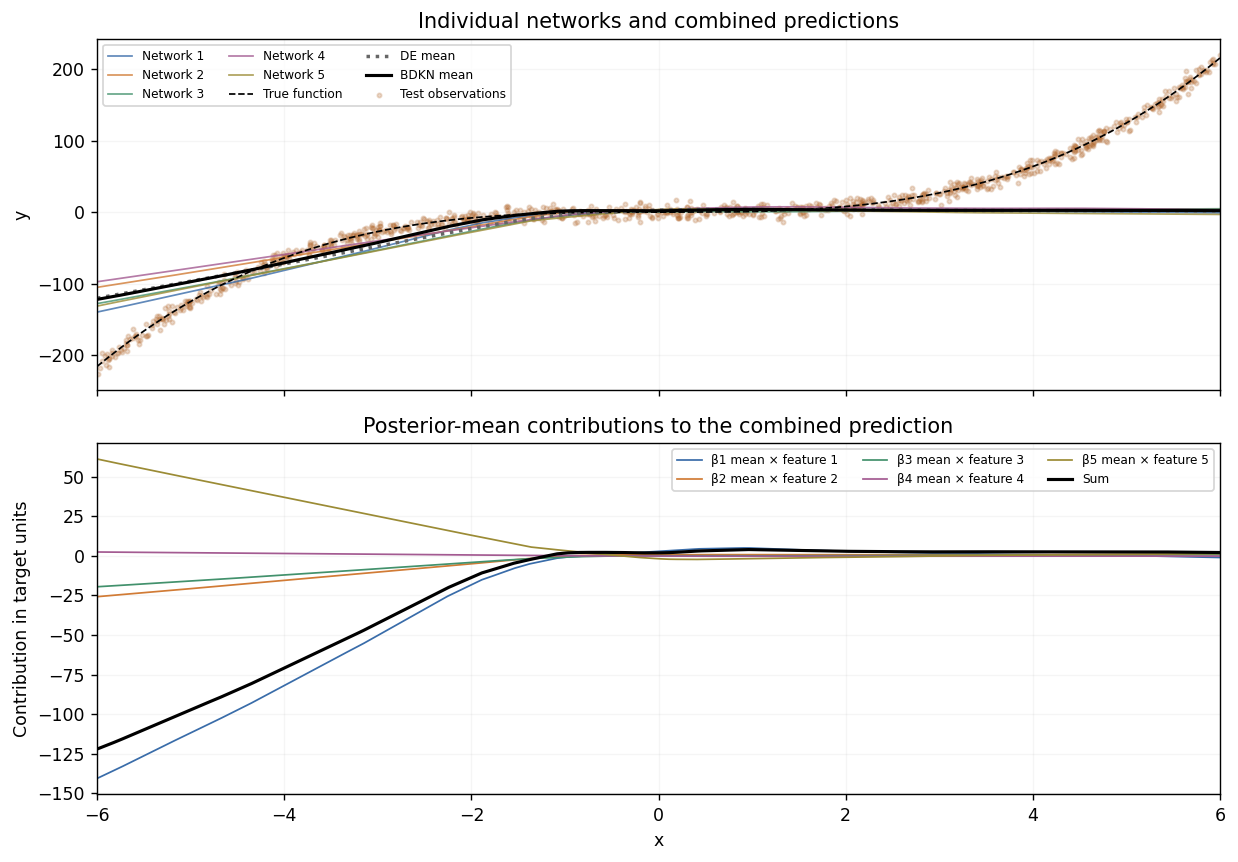 Individual networks and combined predictions
Network 1
Network 2
Network 3
Network 4
Network 5
True function
DE mean
BDKN mean
Test observations
y
200
100
0
−100
−200
Posterior-mean contributions to the combined prediction
β1 mean × feature 1
β2 mean × feature 2
β3 mean × feature 3
β4 mean × feature 4
β5 mean × feature 5
Sum
Contribution in target units
50
25
0
−25
−50
−75
−100
−125
−150
−6 −4 −2 0 2 4 6
x